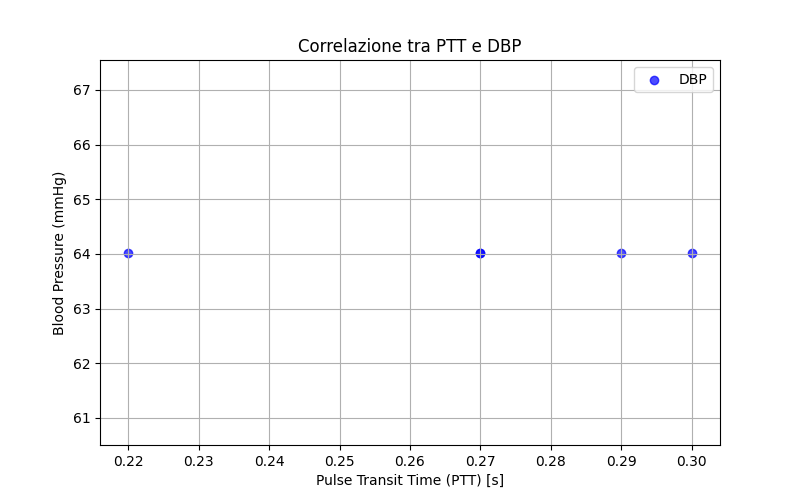 Correlazione tra PTT e DBP
DBP
67
66
65
64
63
62
61
Blood Pressure (mmHg)
0.22 0.23 0.24 0.25 0.26 0.27 0.28 0.29 0.30
Pulse Transit Time (PTT) [s]